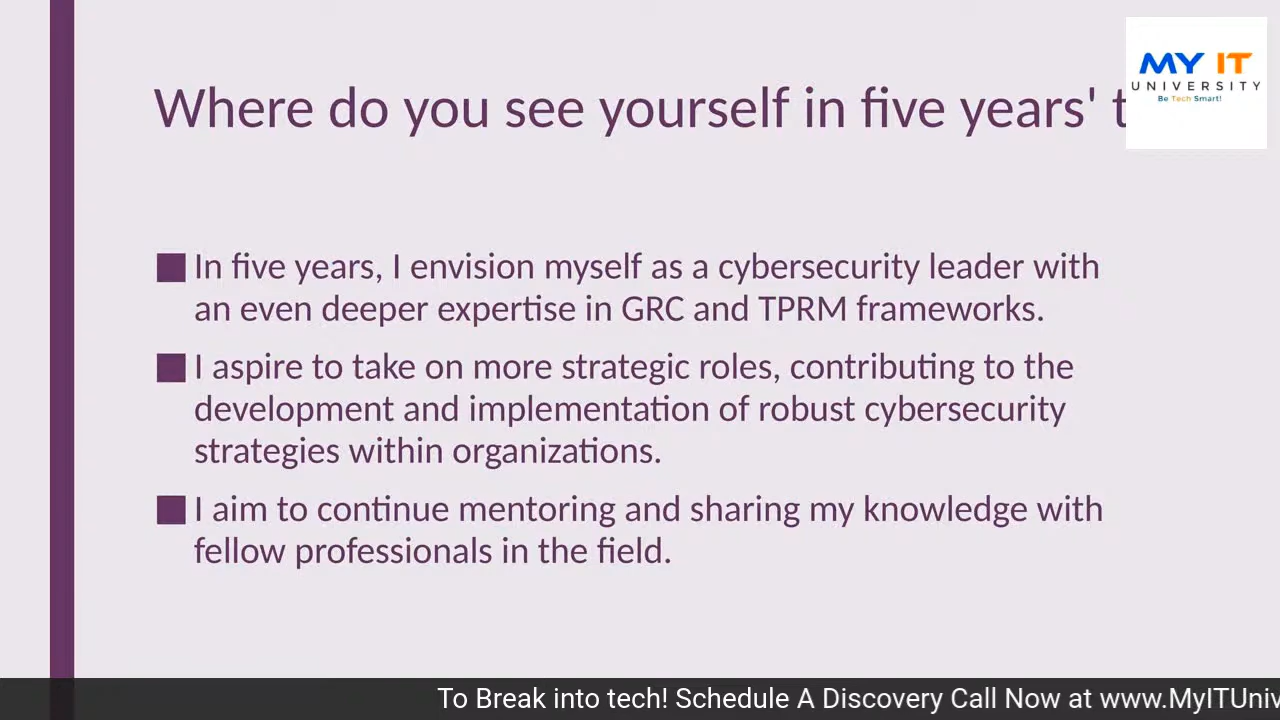 Where do you see yourself in five years' t
MY IT
UNIVERSITY
Be Tech Smart!
■ In five years, I envision myself as a cybersecurity leader with
an even deeper expertise in GRC and TPRM frameworks.
■ I aspire to take on more strategic roles, contributing to the
development and implementation of robust cybersecurity
strategies within organizations.
■ I aim to continue mentoring and sharing my knowledge with
fellow professionals in the field.
To Break into tech! Schedule A Discovery Call Now at www.MyITUniv